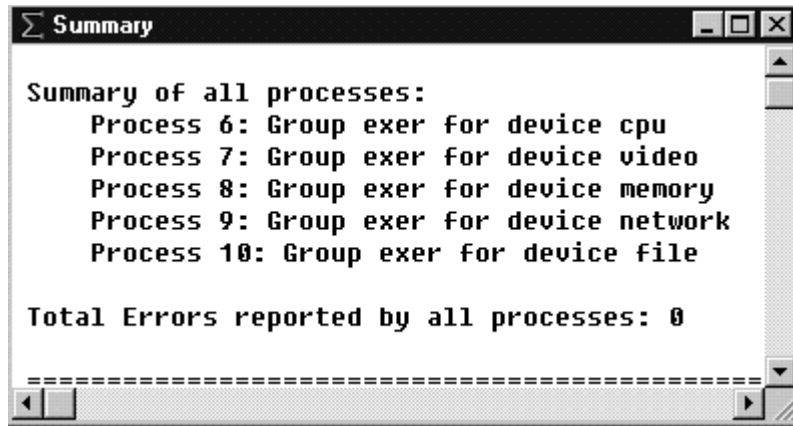 Summary
Summary of all processes:
Process 6: Group exer for device cpu
Process 7: Group exer for device video
Process 8: Group exer for device memory
Process 9: Group exer for device network
Process 10: Group exer for device file
Total Errors reported by all processes: 0
==============================================